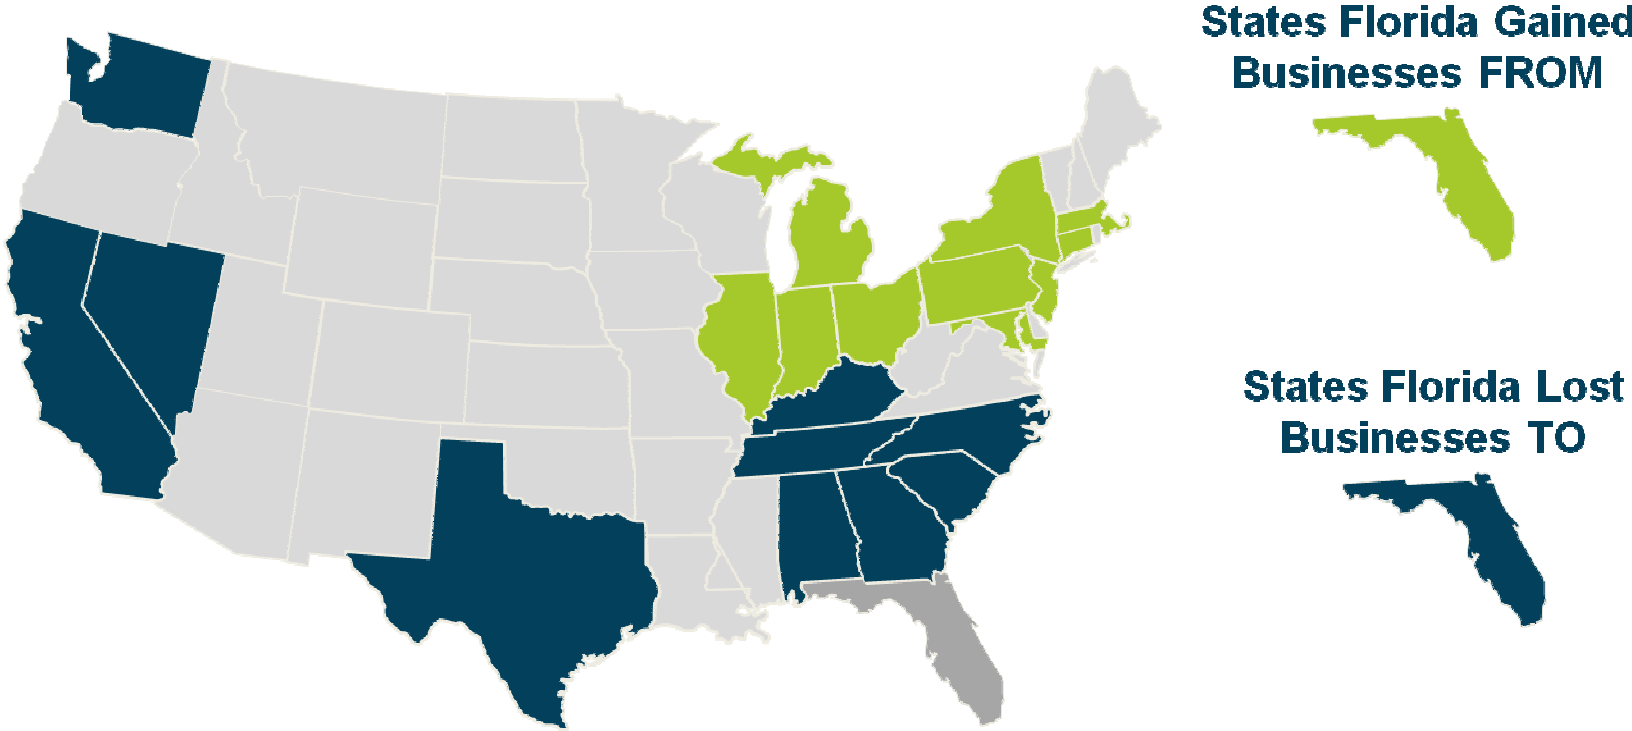 States Florida Gained
Businesses FROM
States Florida Lost
Businesses TO